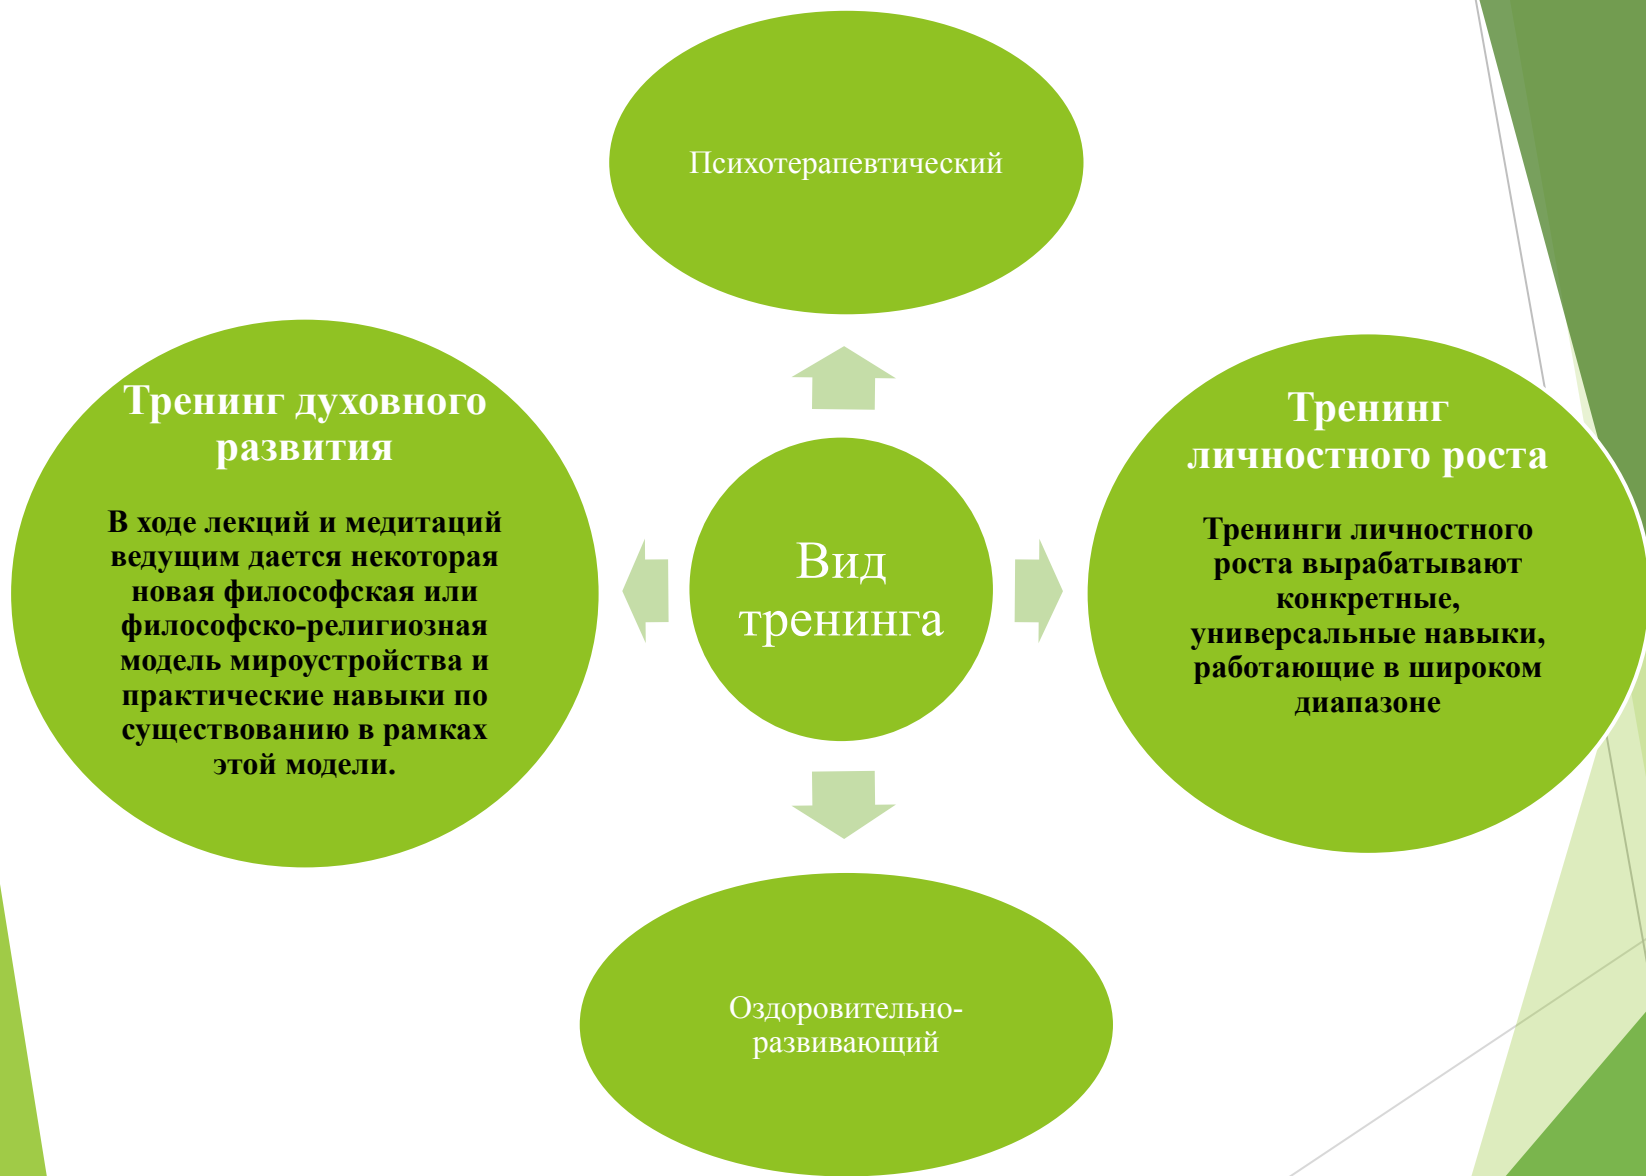 Психотерапевтический
Тренинг духовного
развития
В ходе лекций и медитаций
ведущим дается некоторая
новая философская или
философско-религиозная
модель мироустройства и
практические навыки по
существованию в рамках
этой модели.
Вид
тренинга
Тренинг
личностного роста
Тренинги личностного
роста вырабатывают
конкретные,
универсальные навыки,
работающие в широком
диапазоне
Оздоровительно-
развивающий